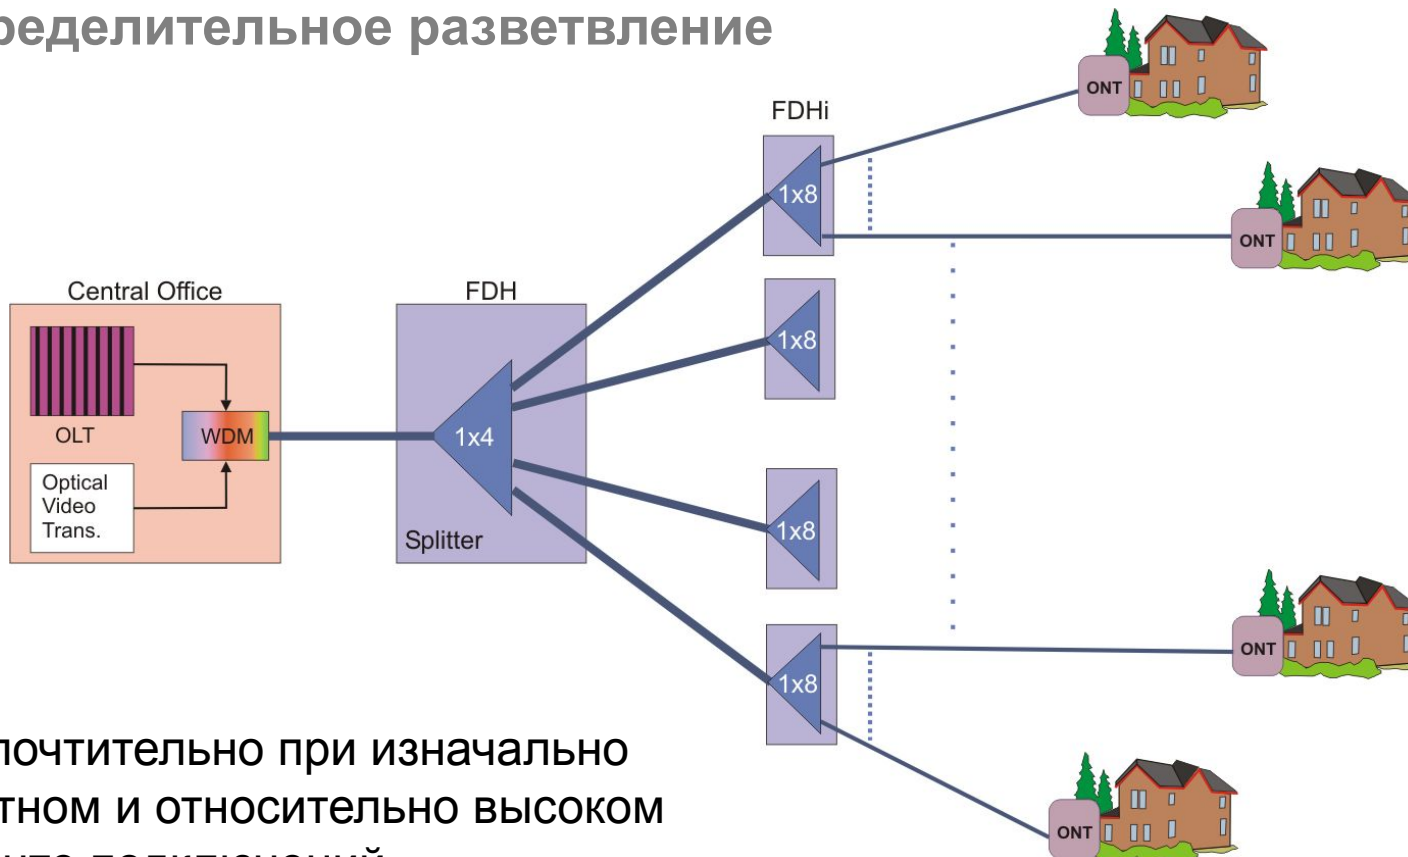 ределительное разветвление
FDHi
ONT
1x8
ONT
Central Office
FDH
1x8
OLT
WDM
1x4
Optical
Video
Trans.
Splitter
1x8
ONT
1x8
почтительно при изначально
тном и относительно высоком
ONT